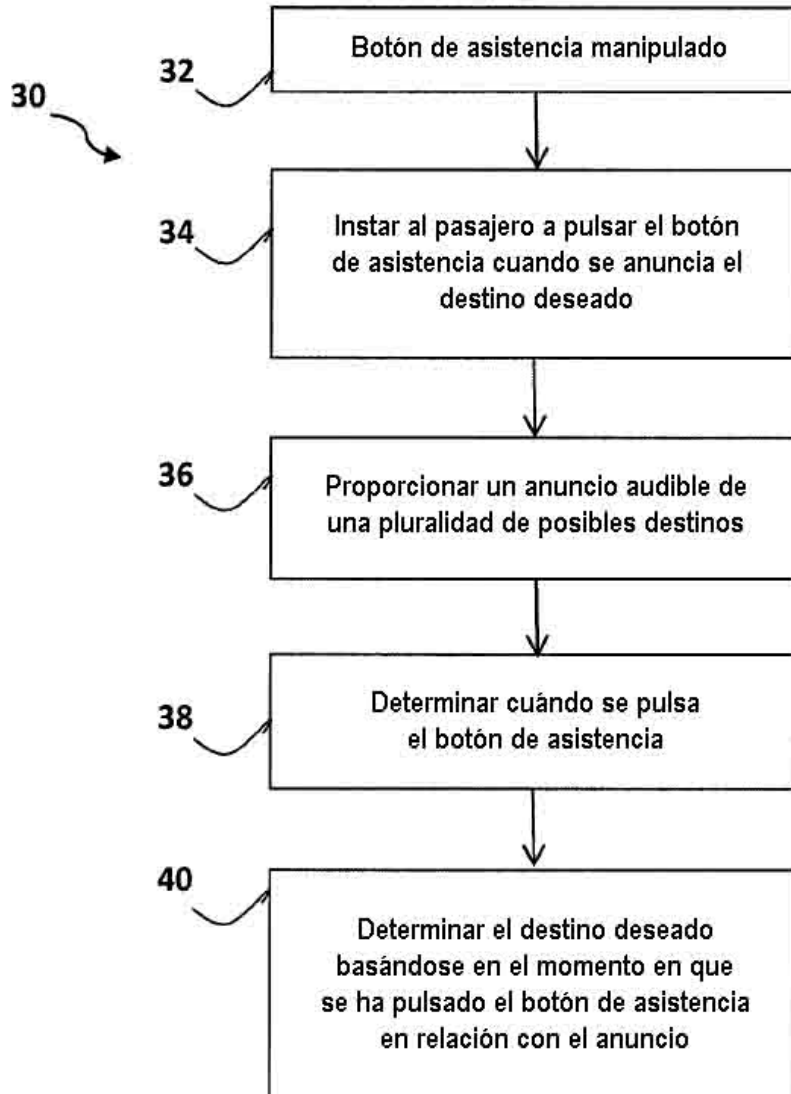 Botón de asistencia manipulado
32
30
34
Instar al pasajero a pulsar el botón
de asistencia cuando se anuncia el
destino deseado
36
Proporcionar un anuncio audible de
una pluralidad de posibles destinos
38
Determinar cuándo se pulsa
el botón de asistencia
40
Determinar el destino deseado
basándose en el momento en que
se ha pulsado el botón de asistencia
en relación con el anuncio